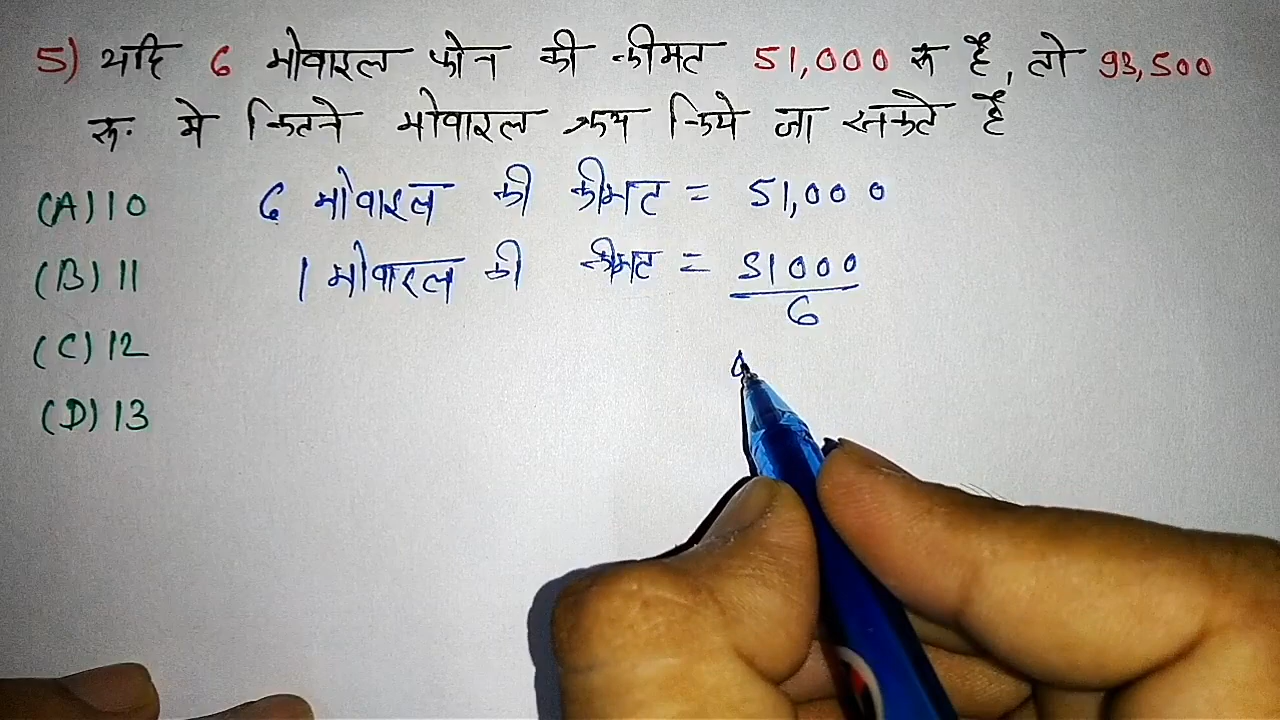 5) यदि 6 मोबाइल फोन की कीमत 51,000 रु है, तो 93,500
रु. मे कितने मोबाइल क्रय किये जा सकते है
(A) 10
6 मोबाइल की कीमत = 51,000
(B) 11
1 मोबाइल की कीमत = 51000
6
(C) 12
(D) 13